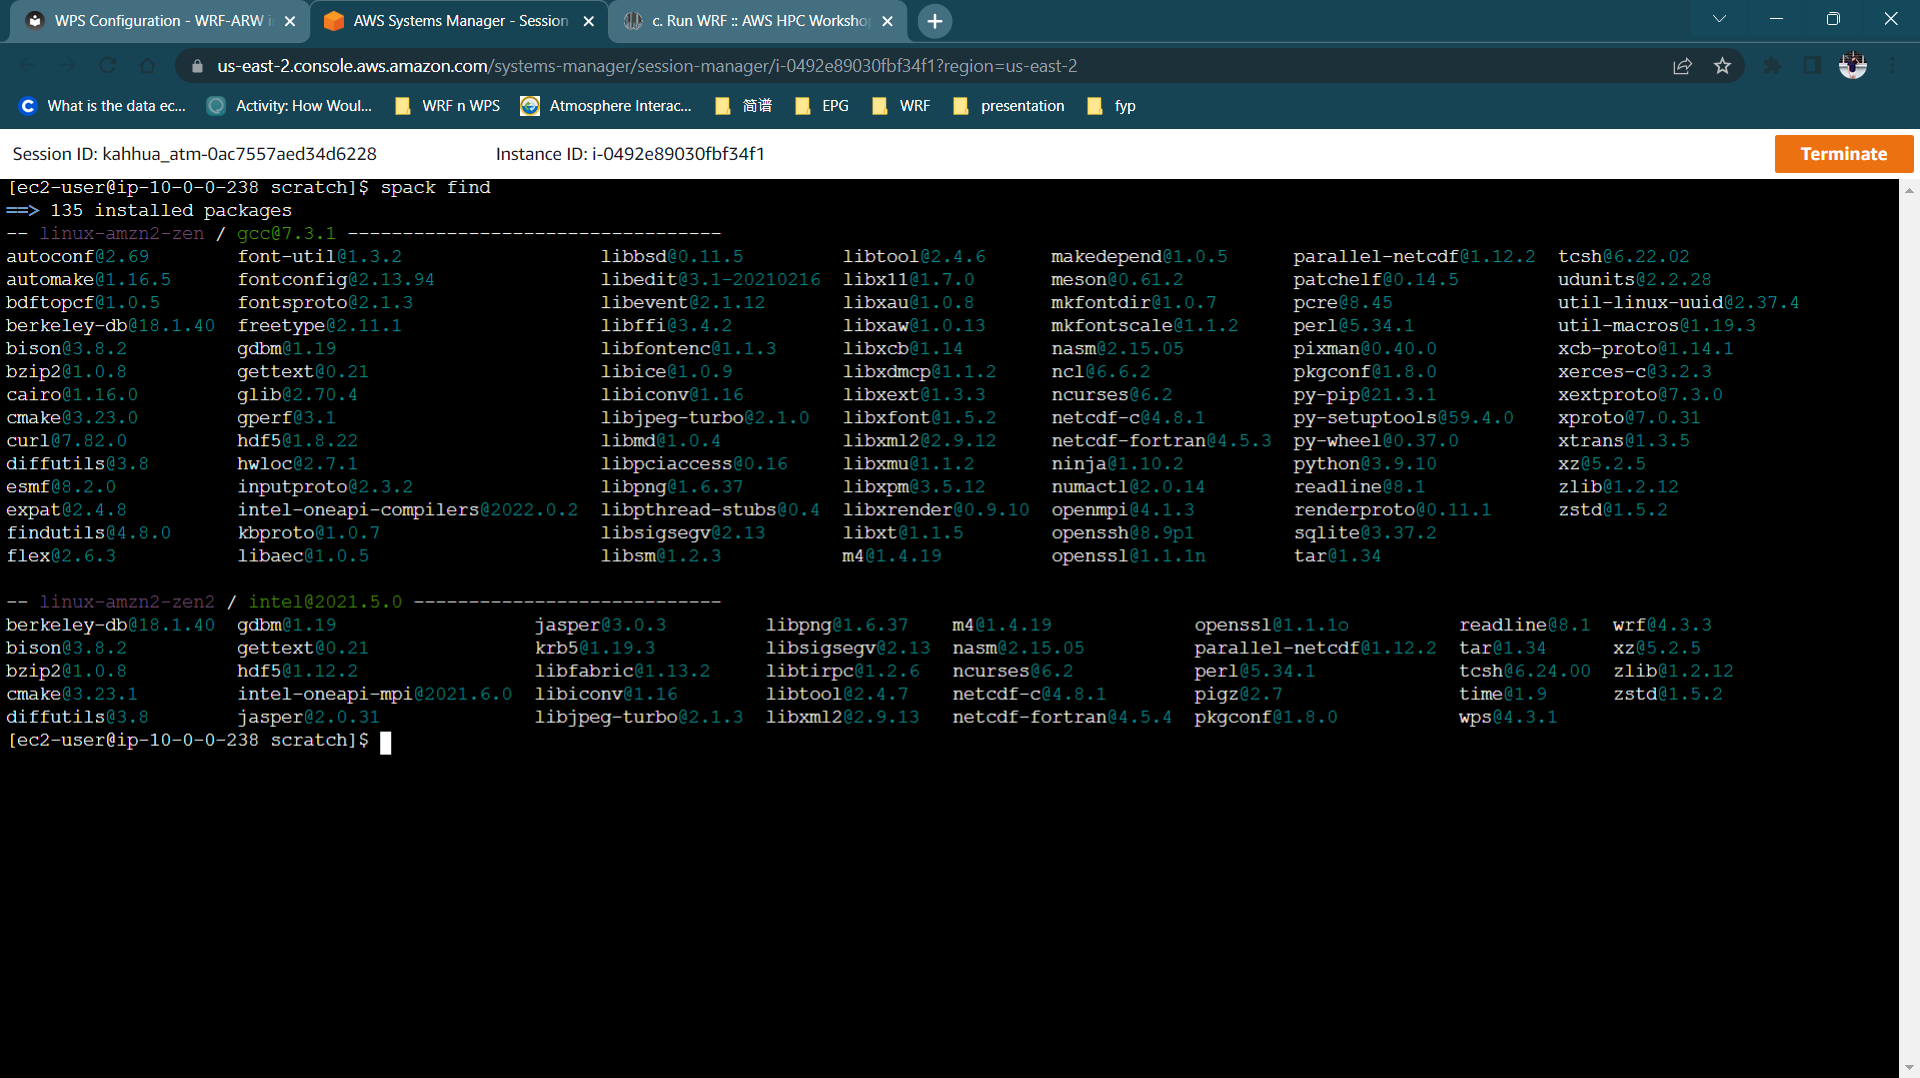 WPS Configuration - WRF-ARW i
AWS Systems Manager - Session
c. Run WRF :: AWS HPC Worksho
us-east-2.console.aws.amazon.com/systems-manager/session-manager/i-0492e89030fbf34f1?region=us-east-2
What is the data ec... Activity: How Woul... WRF n WPS Atmosphere Interac... 简谱 EPG WRF presentation fyp
Session ID: kahhua_atm-0ac7557aed34d6228 Instance ID: i-0492e89030fbf34f1 Terminate
[ec2-user@ip-10-0-0-238 scratch]$ spack find
==> 135 installed packages
-- linux-amzn2-zen / gcc@7.3.1 ----------------------------------
autoconf@2.69 font-util@1.3.2 libbsd@0.11.5 libtool@2.4.6 makedepend@1.0.5 parallel-netcdf@1.12.2 tcsh@6.22.02
automake@1.16.5 fontconfig@2.13.94 libedit@3.1-20210216 libx11@1.7.0 meson@0.61.2 patchelf@0.14.5 udunits@2.2.28
bdftopcf@1.0.5 fontsproto@2.1.3 libevent@2.1.12 libxau@1.0.8 mkfontdir@1.0.7 pcre@8.45 util-linux-uuid@2.37.4
berkeley-db@18.1.40 freetype@2.11.1 libffi@3.4.2 libxaw@1.0.13 mkfontscale@1.1.2 perl@5.34.1 util-macros@1.19.3
bison@3.8.2 gdbm@1.19 libfontenc@1.1.3 libxcb@1.14 nasm@2.15.05 pixman@0.40.0 xcb-proto@1.14.1
bzip2@1.0.8 gettext@0.21 libice@1.0.9 libxdmcp@1.1.2 ncl@6.6.2 pkgconf@1.8.0 xerces-c@3.2.3
cairo@1.16.0 glib@2.70.4 libiconv@1.16 libxext@1.3.3 ncurses@6.2 py-pip@21.3.1 xextproto@7.3.0
cmake@3.23.0 gperf@3.1 libjpeg-turbo@2.1.0 libxfont@1.5.2 netcdf-c@4.8.1 py-setuptools@59.4.0 xproto@7.0.31
curl@7.82.0 hdf5@1.8.22 libmd@1.0.4 libxml2@2.9.12 netcdf-fortran@4.5.3 py-wheel@0.37.0 xtrans@1.3.5
diffutils@3.8 hwloc@2.7.1 libpciaccess@0.16 libxmu@1.1.2 ninja@1.10.2 python@3.9.10 xz@5.2.5
esmf@8.2.0 inputproto@2.3.2 libpng@1.6.37 libxpm@3.5.12 numactl@2.0.14 readline@8.1 zlib@1.2.12
expat@2.4.8 intel-oneapi-compilers@2022.0.2 libpthread-stubs@0.4 libxrender@0.9.10 openmpi@4.1.3 renderproto@0.11.1 zstd@1.5.2
findutils@4.8.0 kbproto@1.0.7 libsigsegv@2.13 libxt@1.1.5 openssh@8.9p1 sqlite@3.37.2
flex@2.6.3 libaec@1.0.5 libsm@1.2.3 m4@1.4.19 openssl@1.1.1n tar@1.34
-- linux-amzn2-zen2 / intel@2021.5.0 ----------------------------
berkeley-db@18.1.40 gdbm@1.19 jasper@3.0.3 libpng@1.6.37 m4@1.4.19 openssl@1.1.1o readline@8.1 wrf@4.3.3
bison@3.8.2 gettext@0.21 krb5@1.19.3 libsigsegv@2.13 nasm@2.15.05 parallel-netcdf@1.12.2 tar@1.34 xz@5.2.5
bzip2@1.0.8 hdf5@1.12.2 libfabric@1.13.2 libtirpc@1.2.6 ncurses@6.2 perl@5.34.1 tcsh@6.24.00 zlib@1.2.12
cmake@3.23.1 intel-oneapi-mpi@2021.6.0 libiconv@1.16 libtool@2.4.7 netcdf-c@4.8.1 pigz@2.7 time@1.9 zstd@1.5.2
diffutils@3.8 jasper@2.0.31 libjpeg-turbo@2.1.3 libxml2@2.9.13 netcdf-fortran@4.5.4 pkgconf@1.8.0 wps@4.3.1
[ec2-user@ip-10-0-0-238 scratch]$